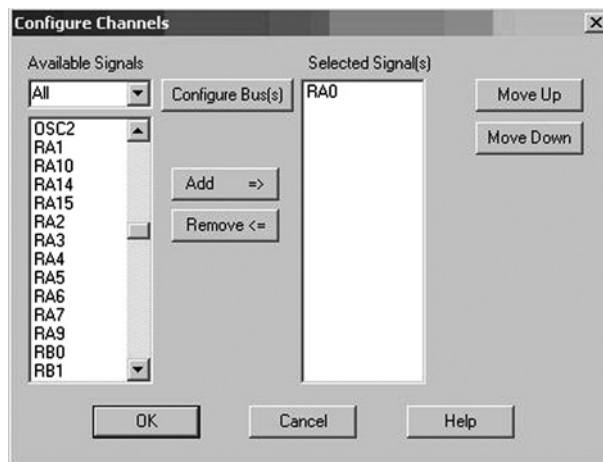 Configure Channels
Available Signals
Selected Signal(s)
All
Configure Bus(s)
RA0
Move Up
Move Down
OSC2
RA1
RA10
RA14
RA15
RA2
RA3
RA4
RA5
RA6
RA7
RA9
RB0
RB1
Add =>
Remove <=
OK
Cancel
Help